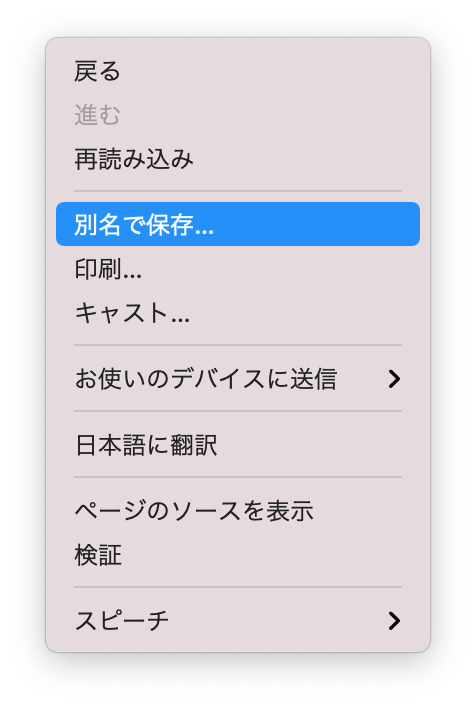 戻る
進む
再読み込み
別名で保存...
印刷...
キャスト...
お使いのデバイスに送信
日本語に翻訳
ページのソースを表示
検証
スピーチ